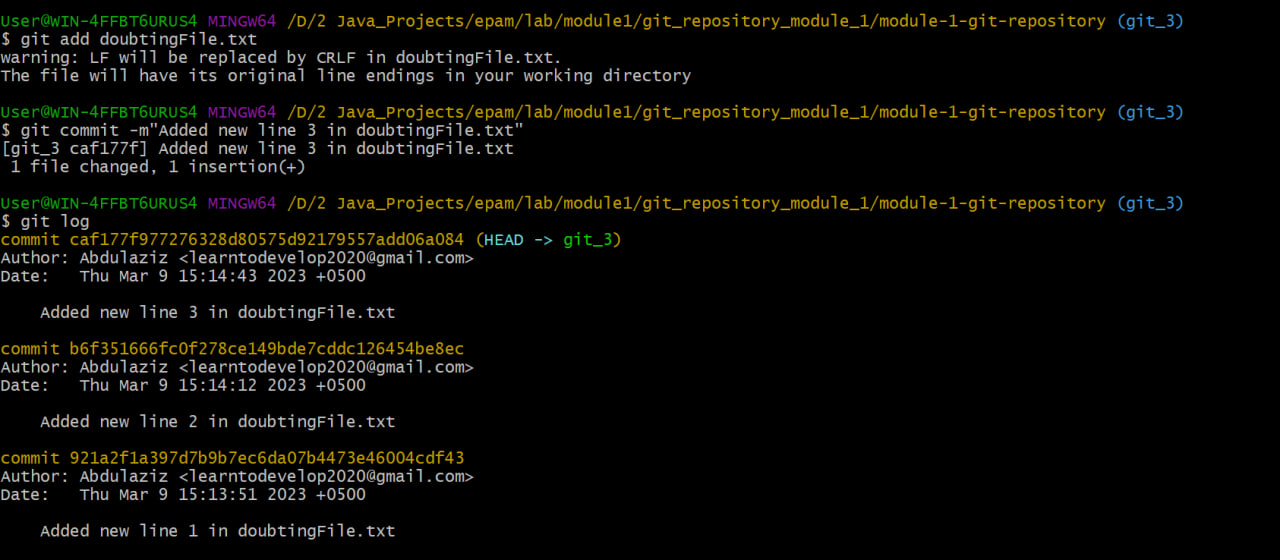 User@WIN-4FFBT6URUS4 MINGW64 /D/2 Java_Projects/epam/lab/module1/git_repository_module_1/module-1-git-repository (git_3)
$ git add doubtingFile.txt
warning: LF will be replaced by CRLF in doubtingFile.txt.
The file will have its original line endings in your working directory
User@WIN-4FFBT6URUS4 MINGW64 /D/2 Java_Projects/epam/lab/module1/git_repository_module_1/module-1-git-repository (git_3)
$ git commit -m"Added new line 3 in doubtingFile.txt"
[git_3 caf177f] Added new line 3 in doubtingFile.txt
 1 file changed, 1 insertion(+)
User@WIN-4FFBT6URUS4 MINGW64 /D/2 Java_Projects/epam/lab/module1/git_repository_module_1/module-1-git-repository (git_3)
$ git log
commit caf177f977276328d80575d92179557add06a084 (HEAD -> git_3)
Author: Abdulaziz <learntodevelop2020@gmail.com>
Date:   Thu Mar 9 15:14:43 2023 +0500
    Added new line 3 in doubtingFile.txt
commit b6f351666fc0f278ce149bde7cddc126454be8ec
Author: Abdulaziz <learntodevelop2020@gmail.com>
Date:   Thu Mar 9 15:14:12 2023 +0500
    Added new line 2 in doubtingFile.txt
commit 921a2f1a397d7b9b7ec6da07b4473e46004cdf43
Author: Abdulaziz <learntodevelop2020@gmail.com>
Date:   Thu Mar 9 15:13:51 2023 +0500
    Added new line 1 in doubtingFile.txt